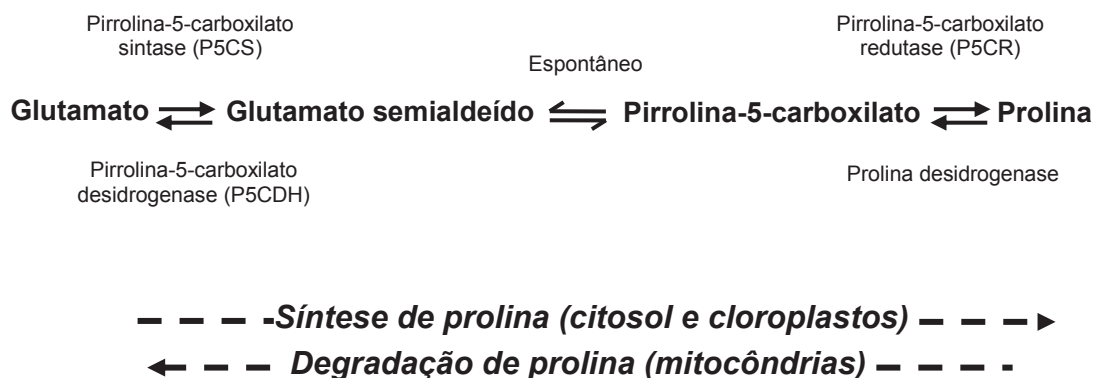 Pirrolina-5-carboxilato
sintase (P5CS)
Pirrolina-5-carboxilato
redutase (P5CR)
Espontâneo
Glutamato Glutamato semialdeído Pirrolina-5-carboxilato Prolina
Pirrolina-5-carboxilato
desidrogenase (P5CDH)
Prolina desidrogenase
Síntese de prolina (citosol e cloroplastos)
Degradação de prolina (mitocôndrias)